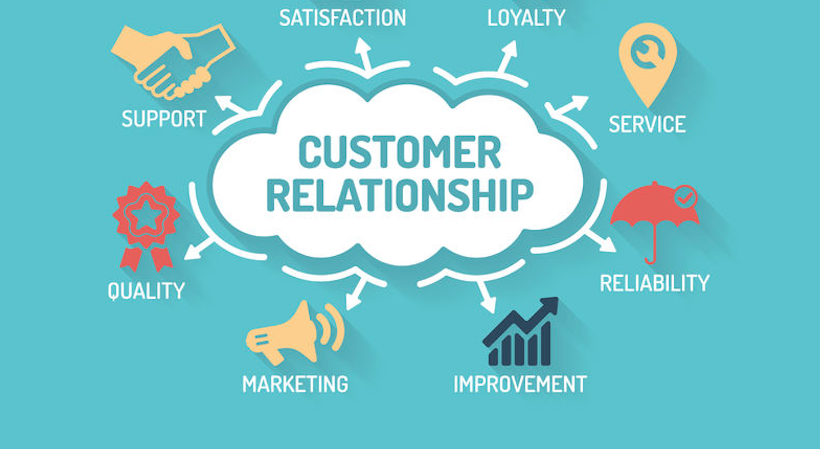 SATISFACTION
LOYALTY
SUPPORT
SERVICE
CUSTOMER
RELATIONSHIP
QUALITY
RELIABILITY
MARKETING
IMPROVEMENT